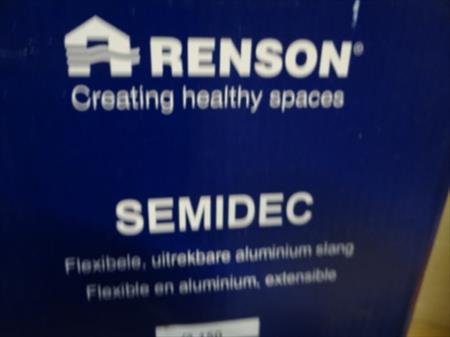 RENSON®
Creating healthy spaces
SEMIDEC
Flexibele, uitrekbare aluminium slang
Flexible en aluminium, extensible